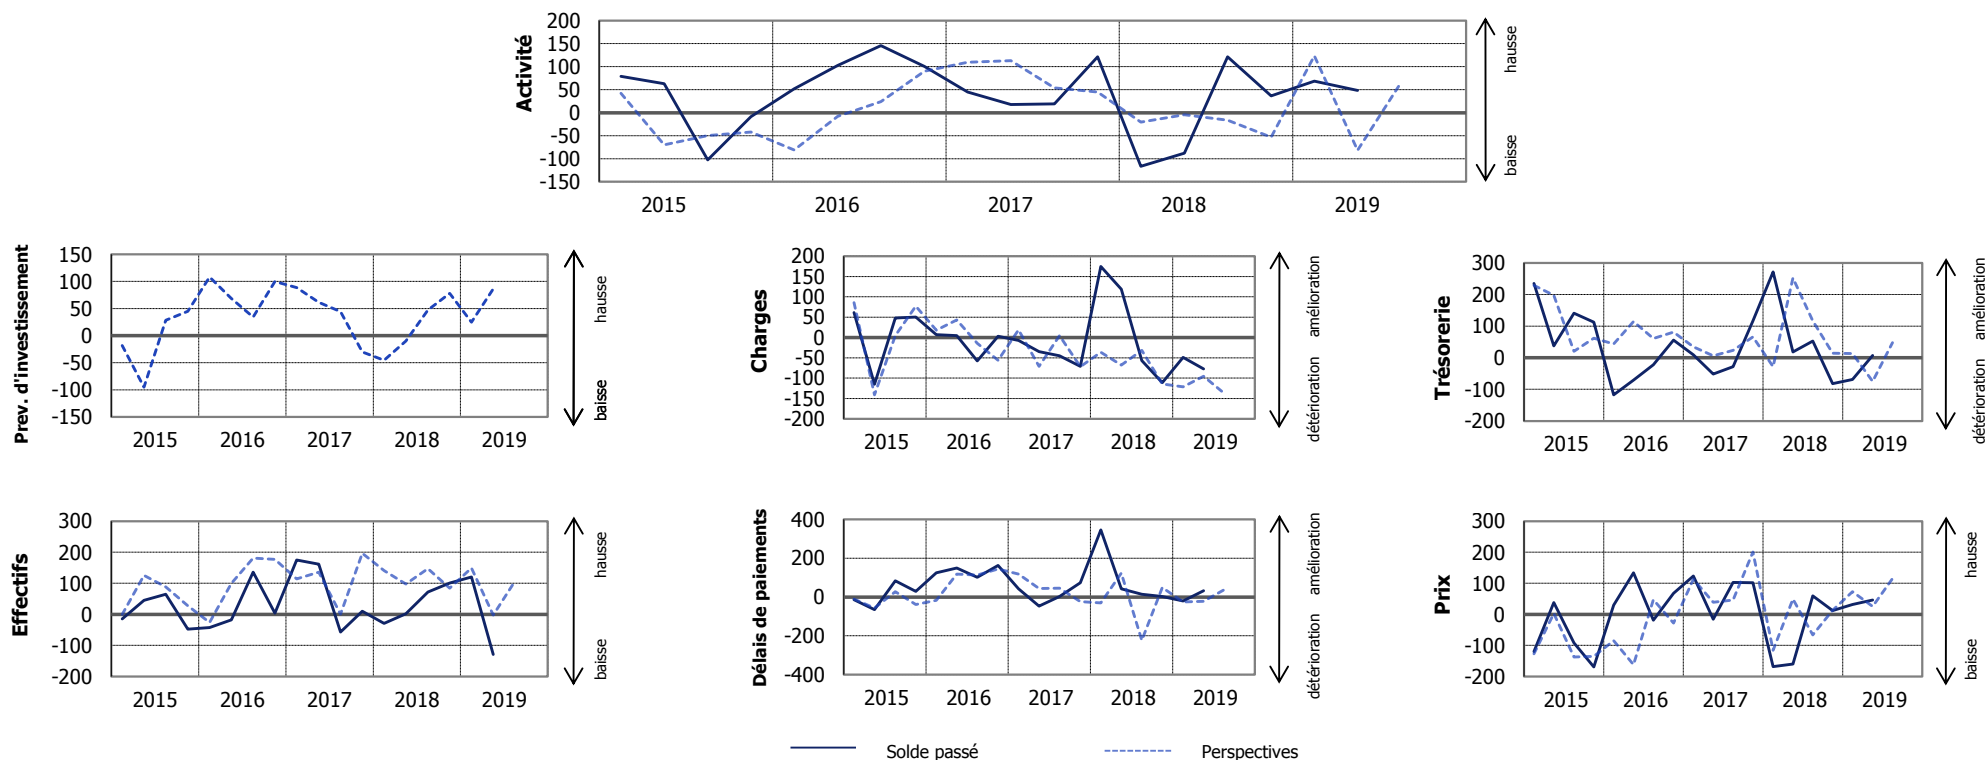 Activité
200
150
100
50
0
-50
-100
-150
2015 2016 2017 2018 2019
hausse
baisse
Prev. d'investissement
150
100
50
0
-50
-100
-150
2015 2016 2017 2018 2019
hausse
baisse
Charges
200
150
100
50
0
-50
-100
-150
-200
2015 2016 2017 2018 2019
amélioration
détérioration
Trésorerie
300
200
100
0
-100
-200
2015 2016 2017 2018 2019
amélioration
détérioration
Effectifs
300
200
100
0
-100
-200
2015 2016 2017 2018 2019
hausse
baisse
Délais de paiements
400
200
0
-200
-400
2015 2016 2017 2018 2019
amélioration
détérioration
Prix
300
200
100
0
-100
-200
2015 2016 2017 2018 2019
hausse
baisse
Solde passé Perspectives